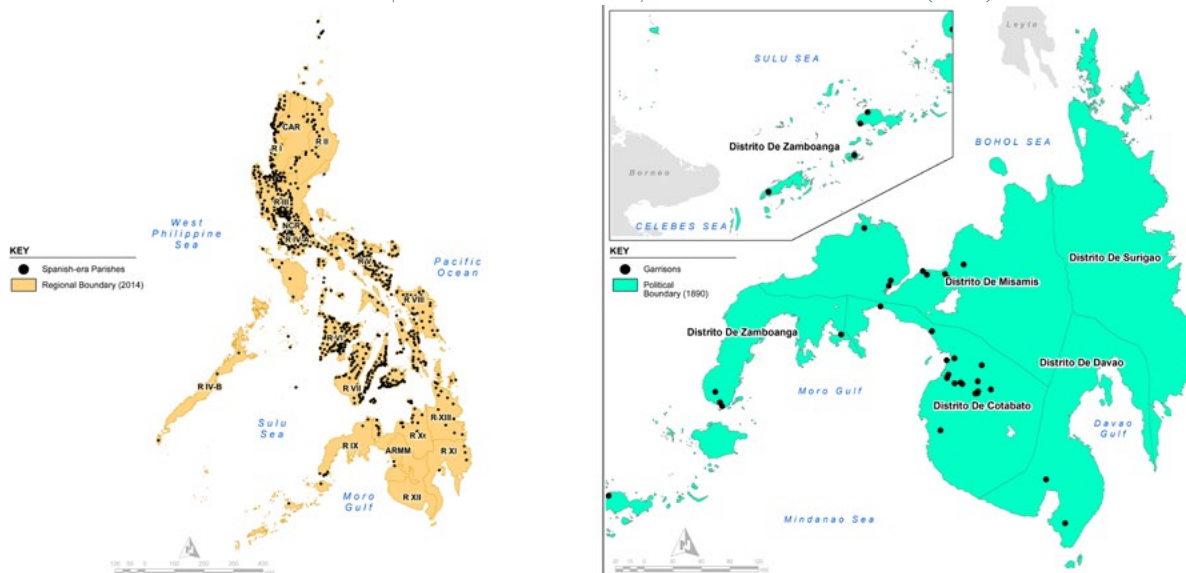 CAR
R I
R II
R III
NCR
R IV-A
West
Philippine
Sea
KEY
Spanish-era Parishes
Regional Boundary (2014)
R V
Pacific
Ocean
R VIII
R VI
R VII
R IV-B
Sulu
Sea
R XIII
R IX
R X
ARMM
R XI
R XII
Moro
Gulf
Leyte
SULU SEA
Distrito De Zamboanga
Borneo
CELEBES SEA
BOHOL SEA
KEY
Garrisons
Political
Boundary (1890)
Distrito De Surigao
Distrito De Misamis
Distrito De Zamboanga
Distrito De Davao
Moro Gulf
Distrito De Cotabato
Davao
Gulf
Mindanao Sea